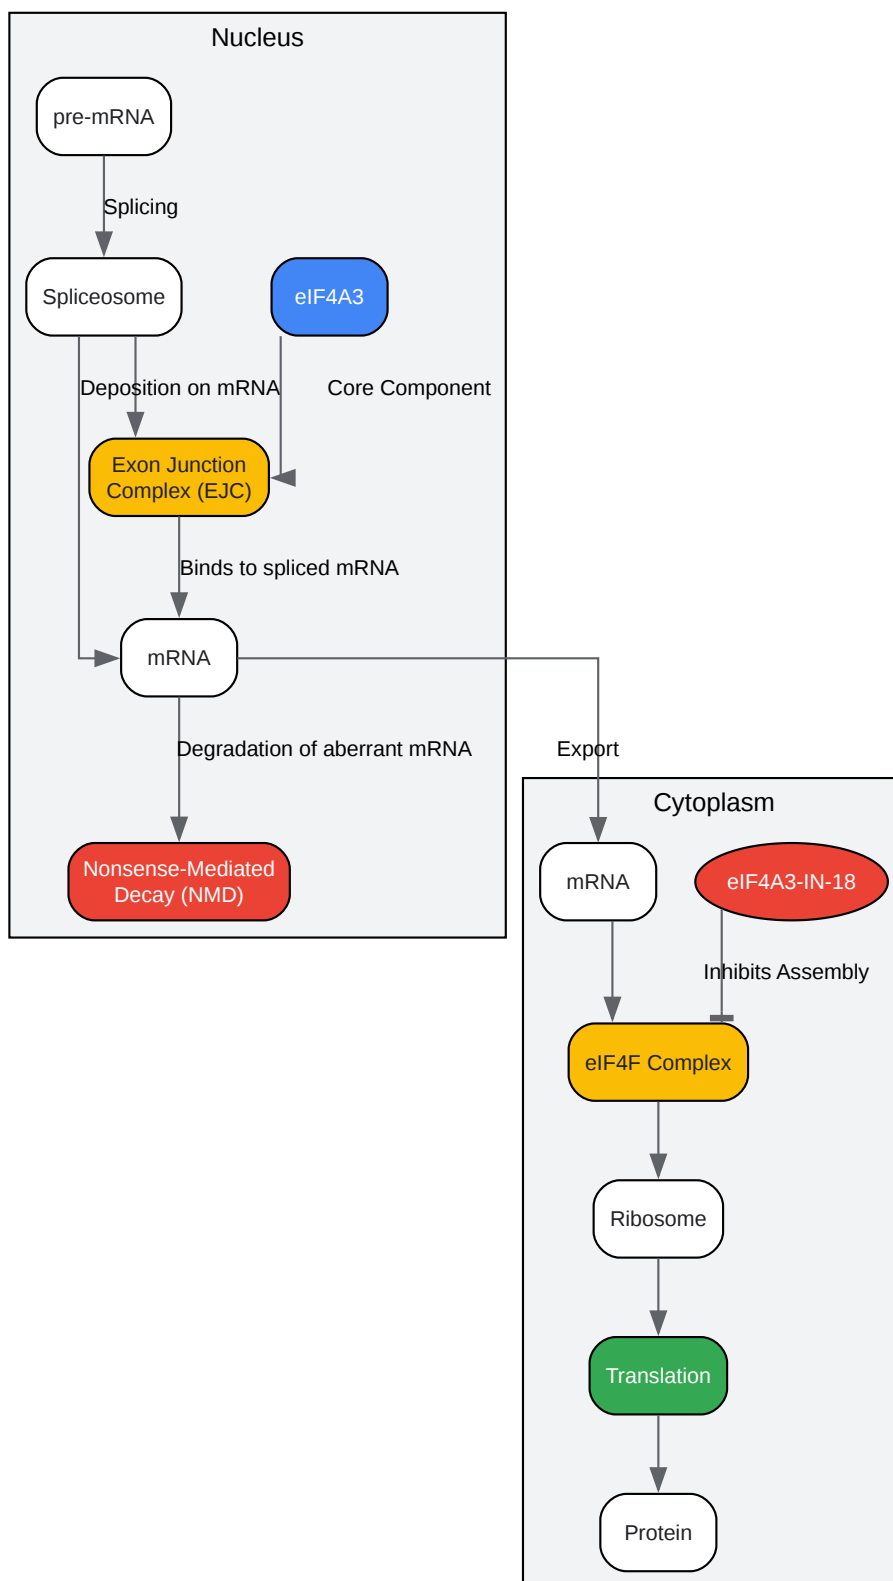 Nucleus
pre-mRNA
Splicing
Spliceosome
eIF4A3
Deposition on mRNA
Core Component
Exon Junction
Complex (EJC)
Binds to spliced mRNA
mRNA
Degradation of aberrant mRNA
Export
Nonsense-Mediated
Decay (NMD)
Cytoplasm
mRNA
eIF4A3-IN-18
Inhibits Assembly
eIF4F Complex
Ribosome
Translation
Protein